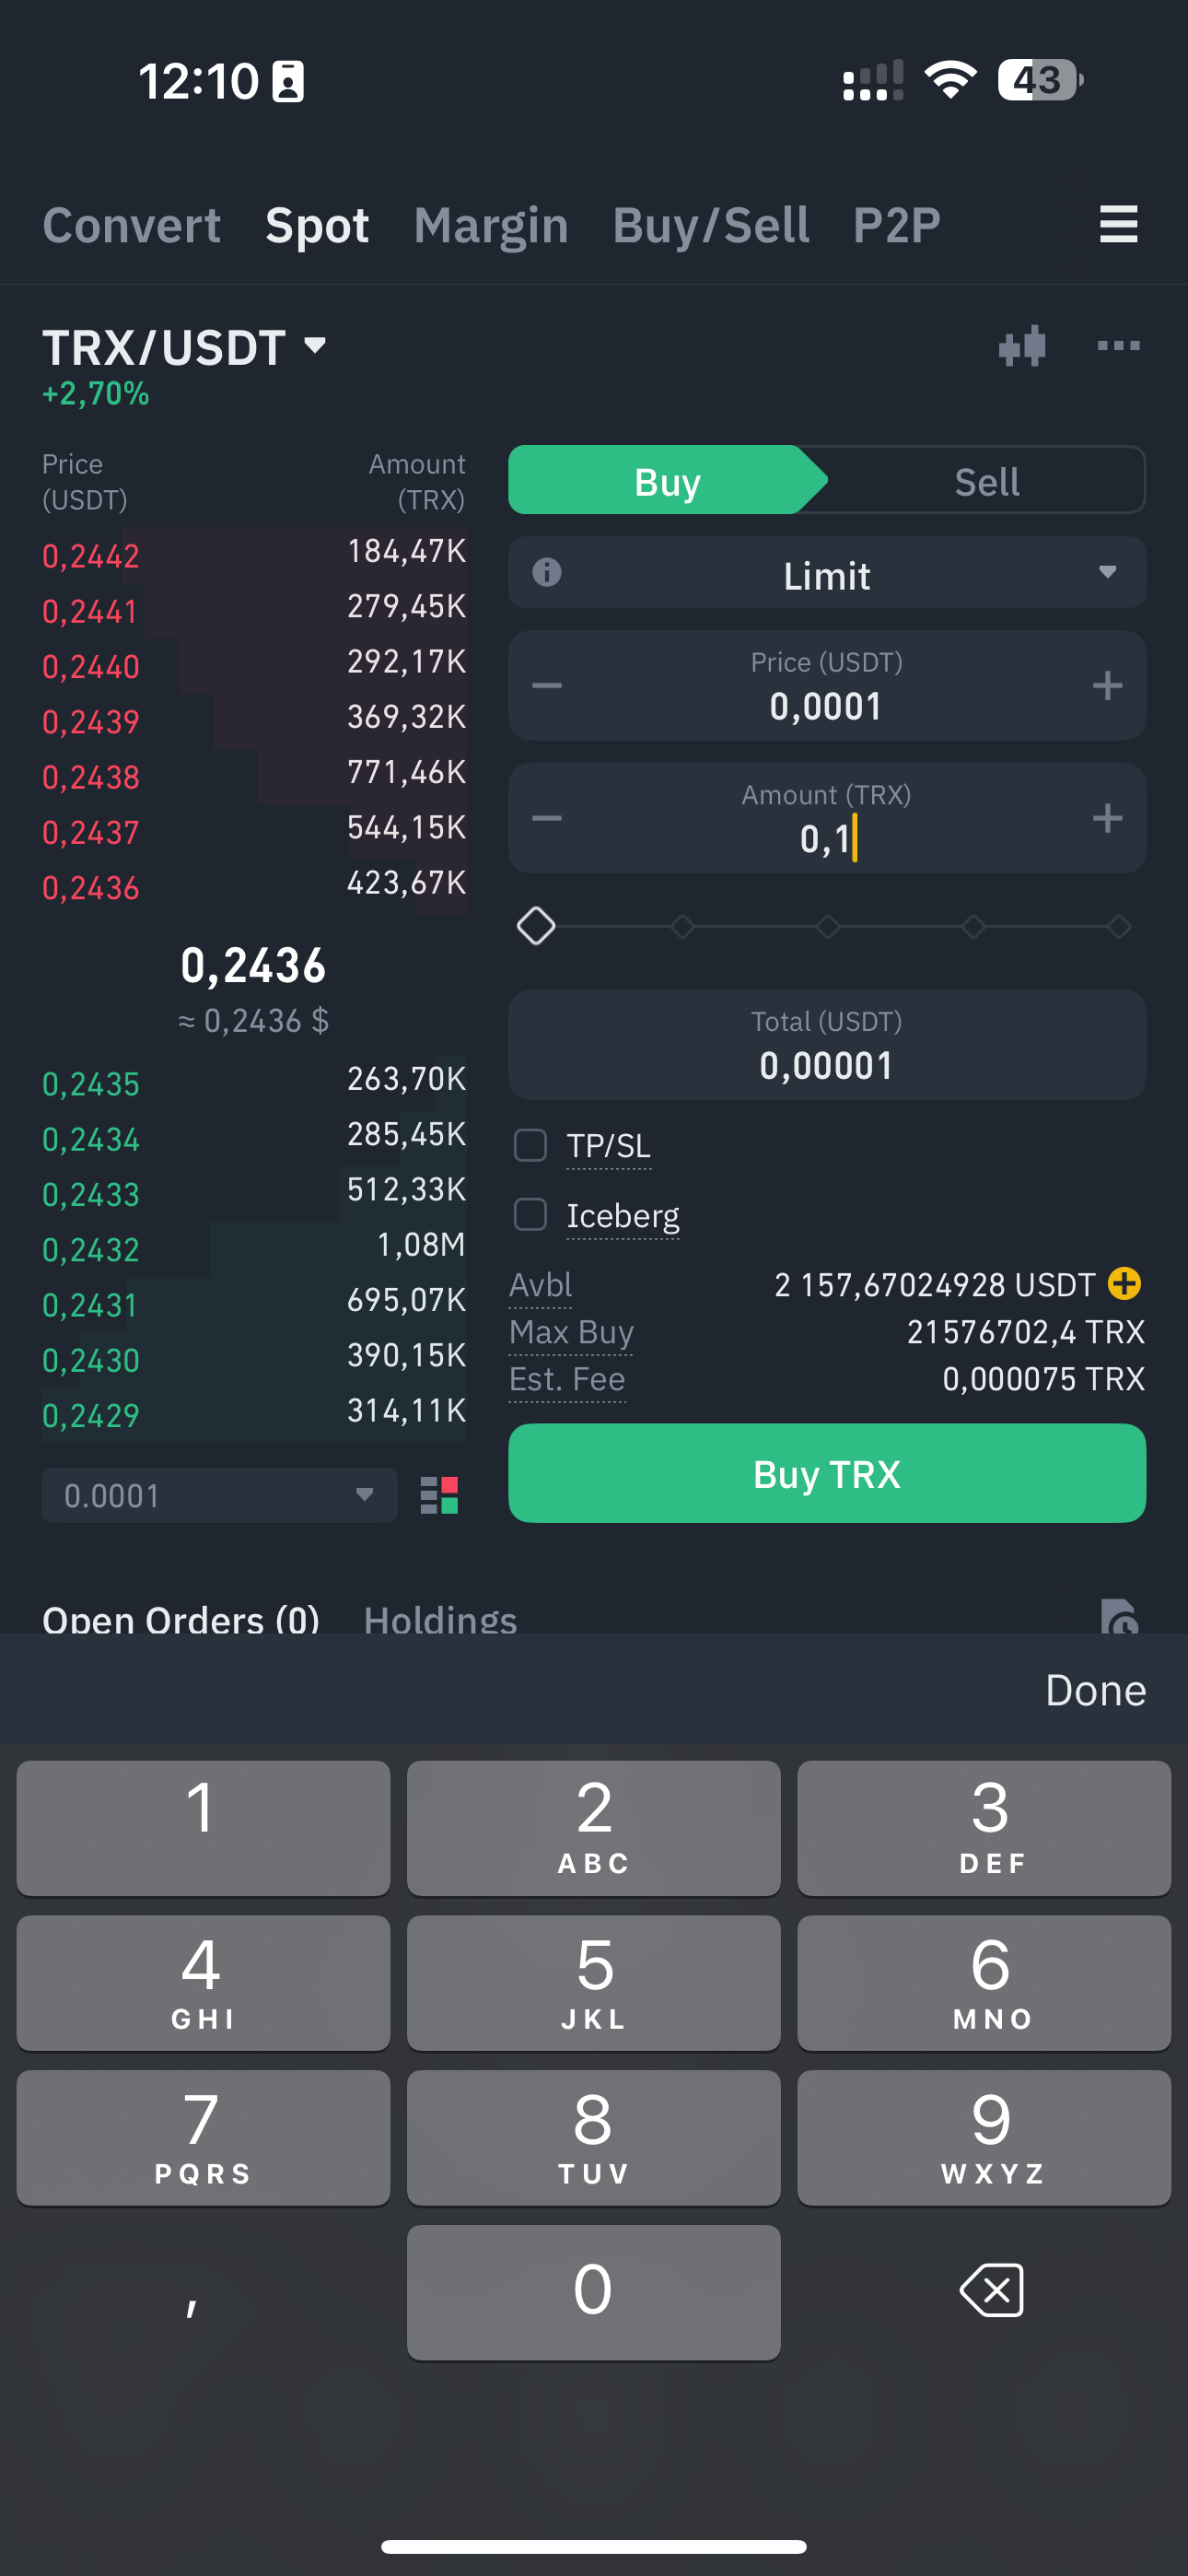 12:10
43
Convert Spot Margin Buy/Sell P2P
TRX/USDT
+2,70%
Price (USDT) Amount (TRX)
0,2442 184,47K
0,2441 279,45K
0,2440 292,17K
0,2439 369,32K
0,2438 771,46K
0,2437 544,15K
0,2436 423,67K
0,2436
≈ 0,2436 $
0,2435 263,70K
0,2434 285,45K
0,2433 512,33K
0,2432 1,08M
0,2431 695,07K
0,2430 390,15K
0,2429 314,11K
0.0001
Buy Sell
Limit
Price (USDT)
0,0001
Amount (TRX)
0,1
Total (USDT)
0,00001
TP/SL
Iceberg
Avbl 2 157,67024928 USDT
Max Buy 21576702,4 TRX
Est. Fee 0,000075 TRX
Buy TRX
Open Orders (0) Holdings
Done
1 2 3
ABC DEF
4 5 6
GHI JKL MNO
7 8 9
PQRS TUV WXYZ
, 0